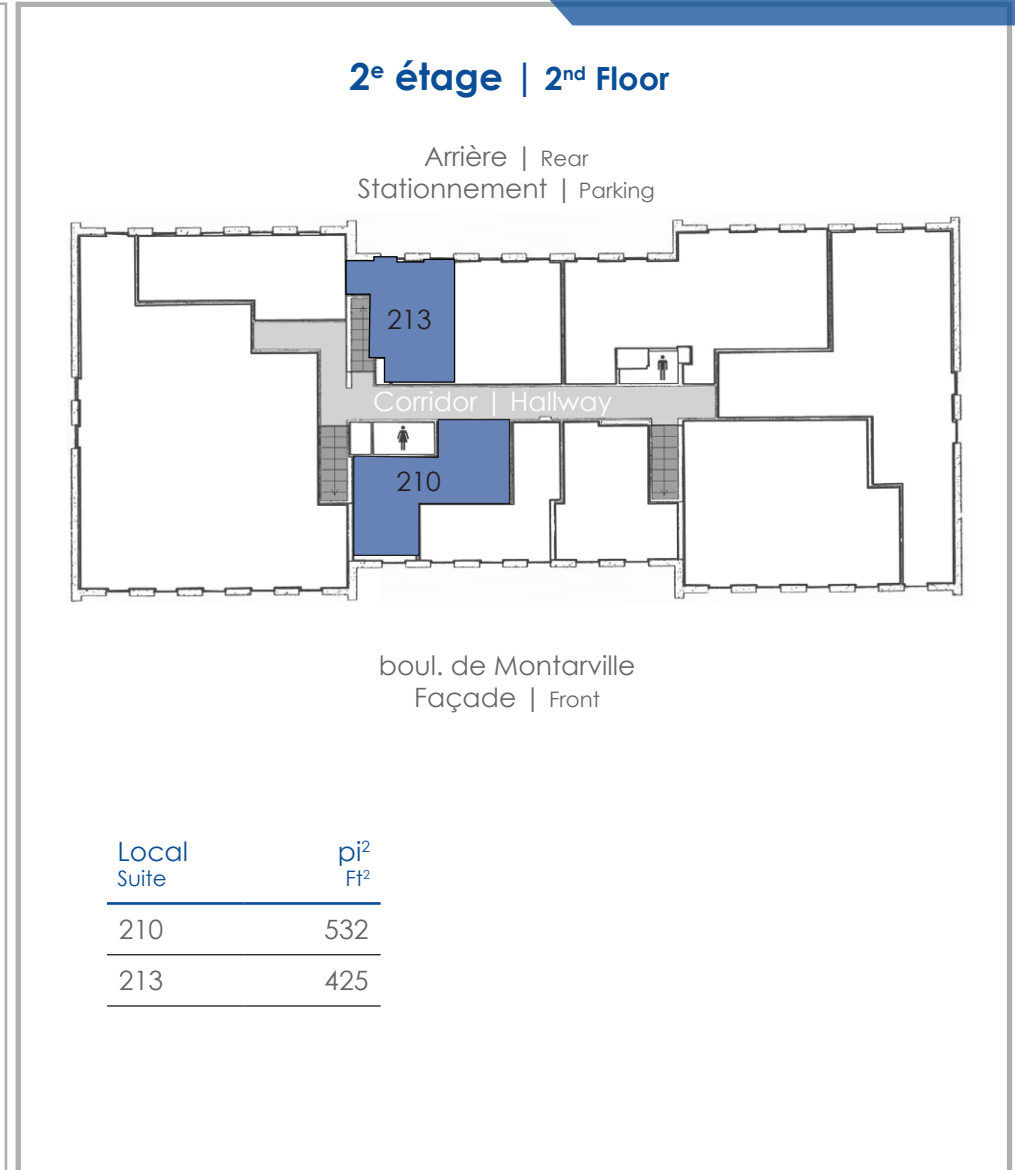 2e étage | 2nd Floor
Arrière | Rear
Stationnement | Parking
213
Corridor | Hallway
210
boul. de Montarville
Façade | Front
Local pi²
Suite Ft²
210 532
213 425